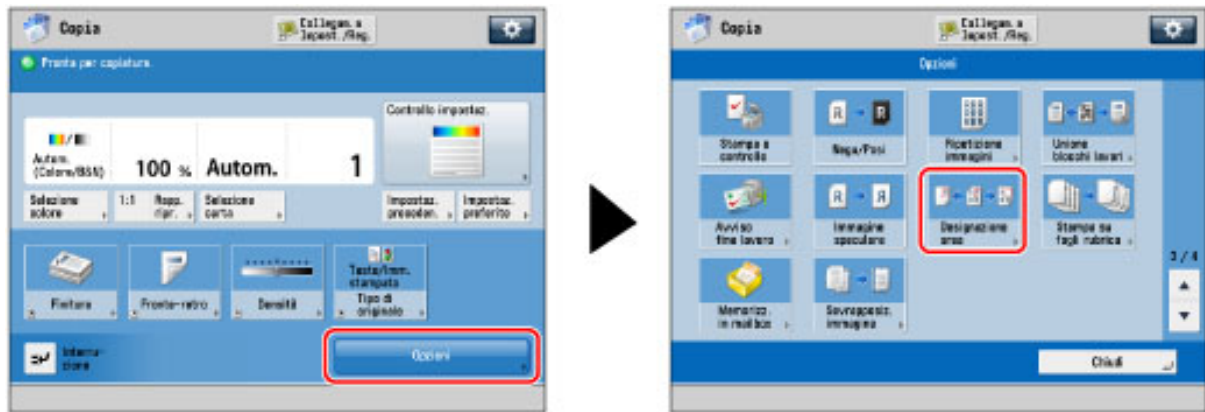 Copia
Collegam. a
Impost./Reg.
Pronta per copiatura.
Controllo impostaz.
Autom.
(Colore/B&N)
100 %
Autom.
1
Selezione
colore
1:1
Rapp.
ripr.
Selezione
carta
Impostaz.
preceden.
Impostaz.
preferite
Finitura
Fronte-retro
Densità
Testo/Imm.
stampata
Tipo di
originale
Interru-
zione
Opzioni
Copia
Collegam. a
Impost./Reg.
Opzioni
Stampa e
controlla
Nega/Posi
Ripetizione
immagini
Unione
blocchi lavori
Avviso
fine lavoro
Immagine
speculare
Designazione
area
Stampa su
fogli rubrica
3/4
Memorizz.
in mailbox
Sovrapposiz.
immagine
Chiudi